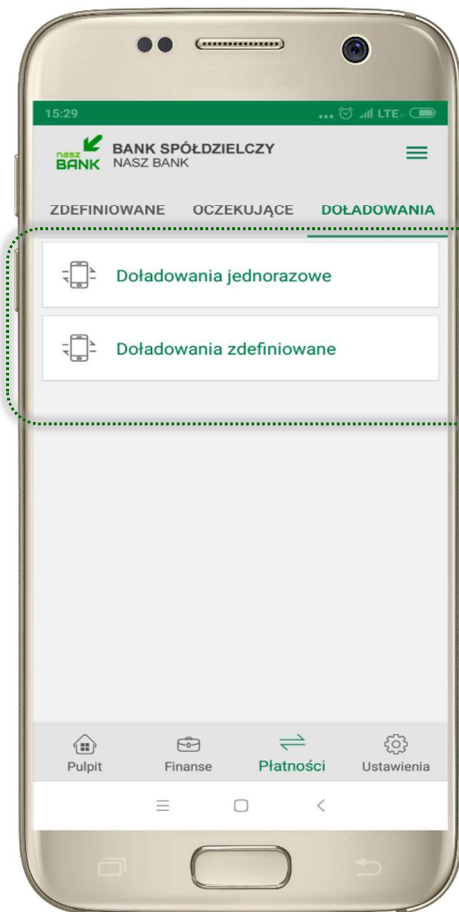 15:29
... LTE
nasz
BANK
BANK SPÓŁDZIELCZY
NASZ BANK
ZDEFINIOWANE OCZEKUJĄCE DOŁADOWANIA
Doładowania jednorazowe
Doładowania zdefiniowane
Pulpit Finanse Płatności Ustawienia